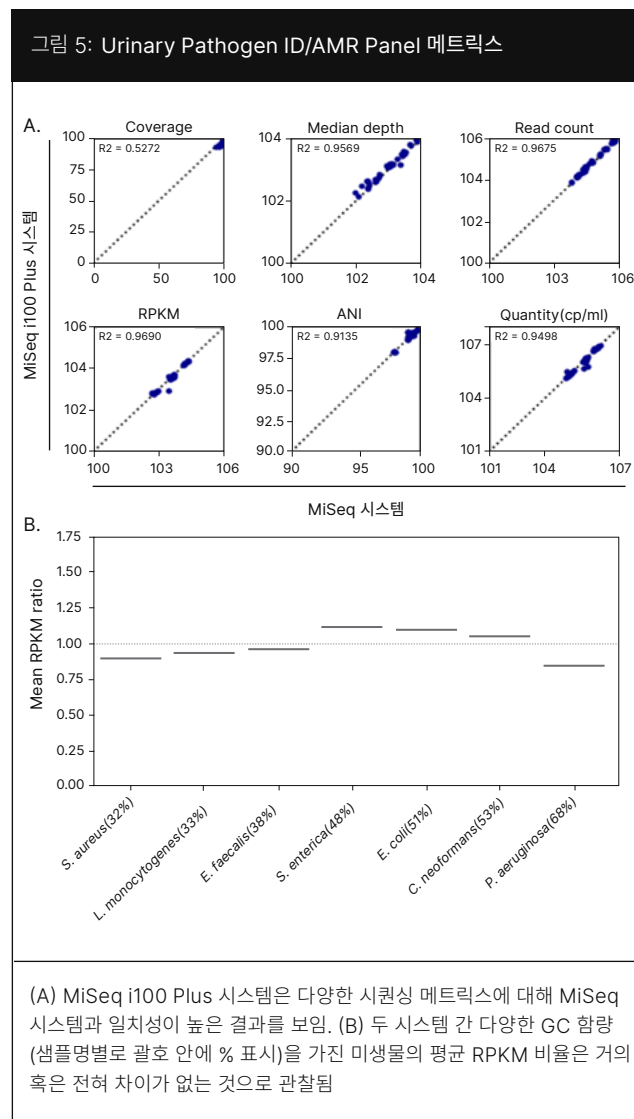 그림 5: Urinary Pathogen ID/AMR Panel 메트릭스
A.
MiSeq i100 Plus 시스템
Coverage
R2 = 0.5272
100
75
50
25
0
0 50 100
Median depth
R2 = 0.9569
104
102
100
100 102 104
Read count
R2 = 0.9675
106
104
102
100
100 103 106
RPKM
R2 = 0.9690
106
104
102
100
100 103 106
ANI
R2 = 0.9135
100
97.5
95.0
92.5
90.0
90 95 100
Quantity(cp/ml)
R2 = 0.9498
107
104
101
101 104 107
MiSeq 시스템
B.
Mean RPKM ratio
1.75
1.50
1.25
1.00
0.75
0.50
0.25
0.00
S. aureus(32%)
L. monocytogenes(33%)
E. faecalis(38%)
S. enterica(48%)
E. coli(51%)
C. neoformans(53%)
P. aeruginosa(68%)
(A) MiSeq i100 Plus 시스템은 다양한 시퀀싱 메트릭스에 대해 MiSeq
시스템과 일치성이 높은 결과를 보임. (B) 두 시스템 간 다양한 GC 함량
(샘플명별로 괄호 안에 % 표시)을 가진 미생물의 평균 RPKM 비율은 거의
혹은 전혀 차이가 없는 것으로 관찰됨